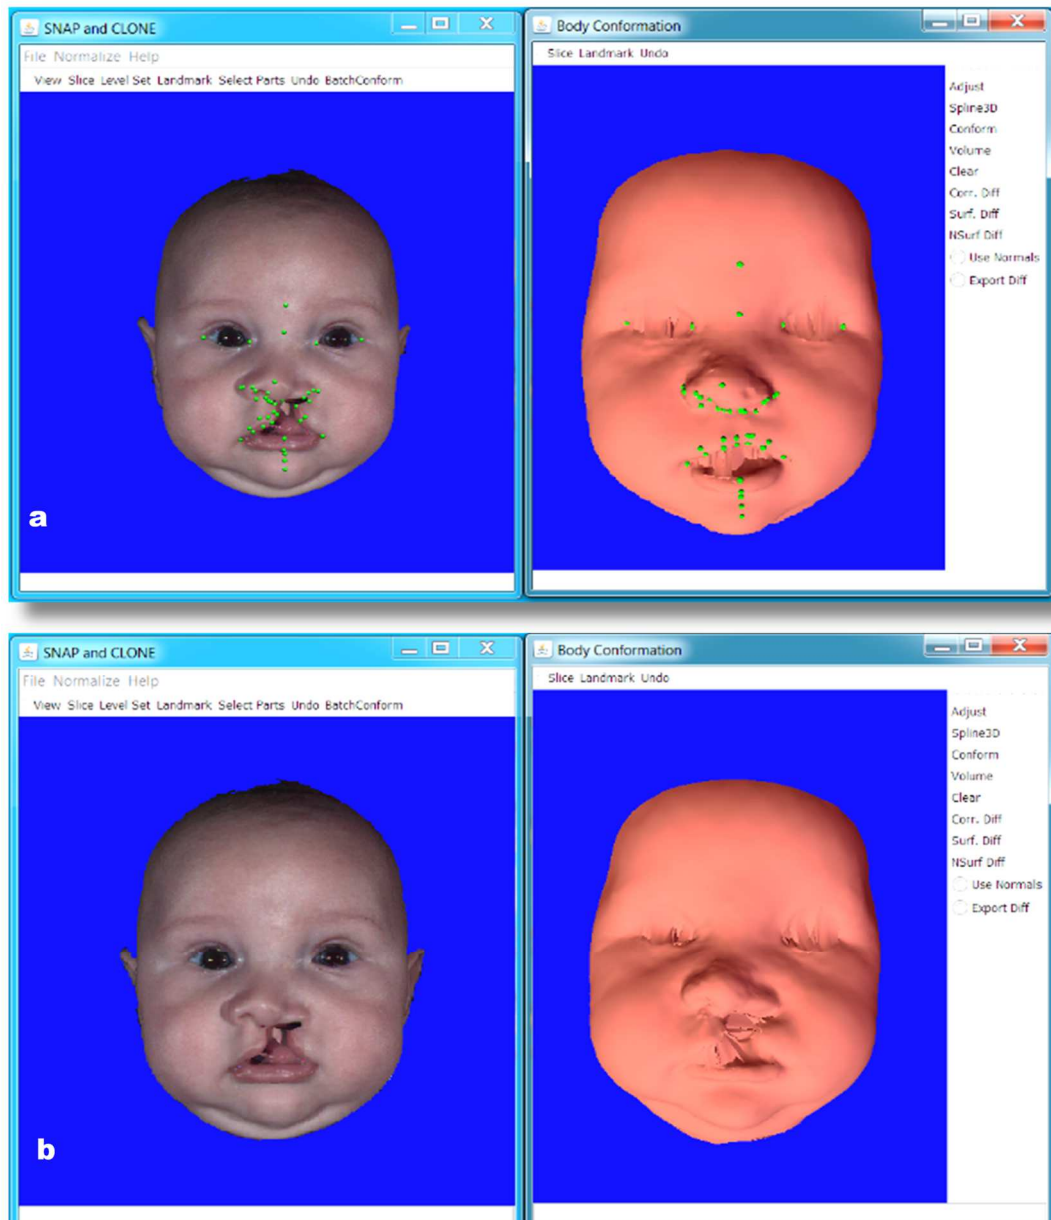 SNAP and CLONE
File Normalize Help
View Slice Level Set Landmark Select Parts Undo BatchConform
a
Body Conformation
Slice Landmark Undo
Adjust
Spline3D
Conform
Volume
Clear
Corr. Diff
Surf. Diff
NSurf Diff
Use Normals
Export Diff
SNAP and CLONE
File Normalize Help
View Slice Level Set Landmark Select Parts Undo BatchConform
b
Body Conformation
Slice Landmark Undo
Adjust
Spline3D
Conform
Volume
Clear
Corr. Diff
Surf. Diff
NSurf Diff
Use Normals
Export Diff